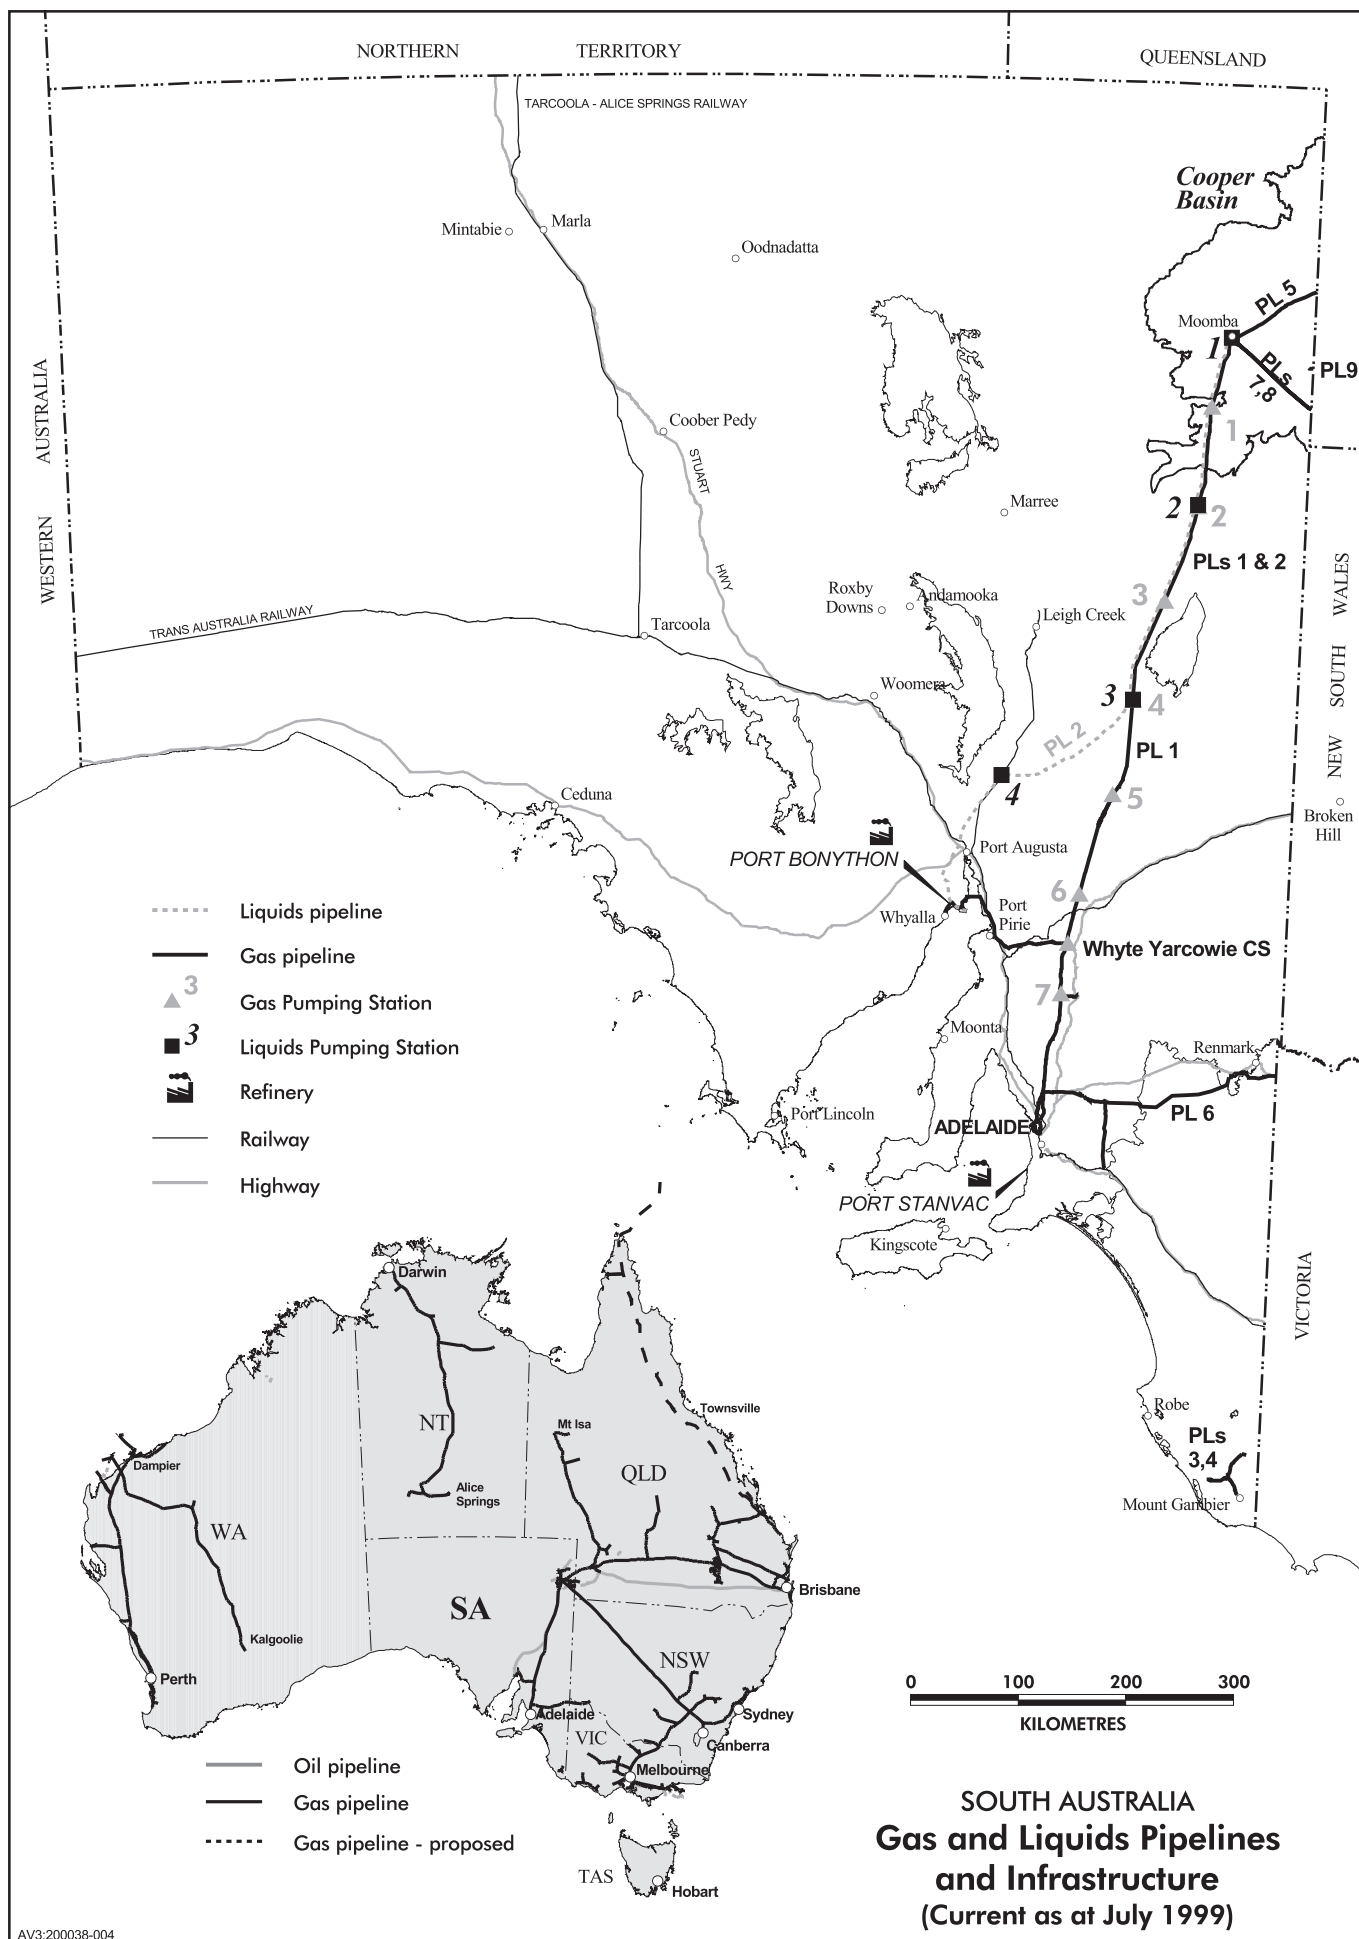 NORTHERN TERRITORY
QUEENSLAND
TARCOOLA - ALICE SPRINGS RAILWAY
Cooper
Basin
Mintabie
Marla
Oodnadatta
PL 5
Moomba
1
PLs
7,8
PL9
1
WESTERN AUSTRALIA
Coober Pedy
STUART
HWY
Marree
2
2
PLs 1 & 2
NEW SOUTH WALES
Roxby
Downs
Andamooka
3
Leigh Creek
TRANS AUSTRALIA RAILWAY
Tarcoola
Woomera
3
4
PL 2
PL 1
4
5
Ceduna
Broken
Hill
PORT BONYTHON
Port Augusta
6
Whyalla
Port
Pirie
Whyte Yarcowie CS
7
Moonta
Renmark
PL 6
Port Lincoln
ADELAIDE
PORT STANVAC
Kingscote
VICTORIA
Robe
PLs
3,4
Mount Gambier
Liquids pipeline
Gas pipeline
3
Gas Pumping Station
3
Liquids Pumping Station
Refinery
Railway
Highway
Darwin
NT
Townsville
Mt Isa
QLD
Dampier
Alice
Springs
WA
SA
Brisbane
Kalgoolie
NSW
Perth
Adelaide
Sydney
VIC
Canberra
Melbourne
TAS
Hobart
Oil pipeline
Gas pipeline
Gas pipeline - proposed
0 100 200 300
KILOMETRES
SOUTH AUSTRALIA
Gas and Liquids Pipelines
and Infrastructure
(Current as at July 1999)
AV3:200038-004